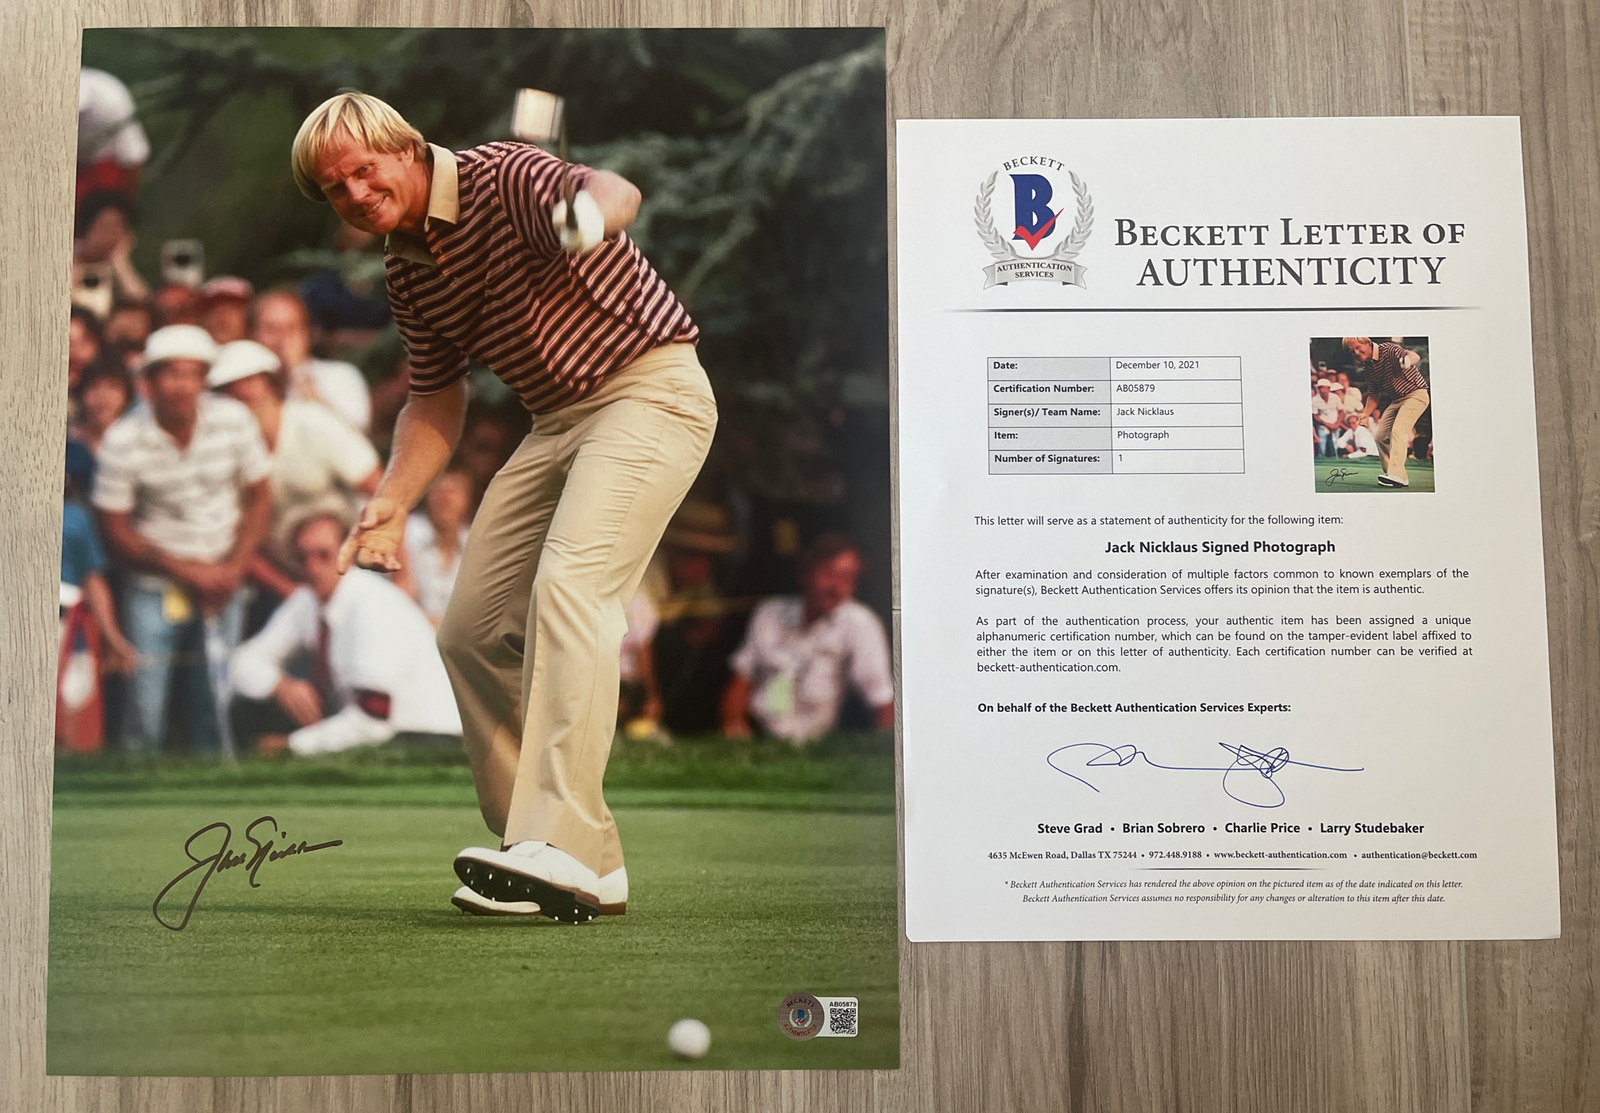 Jack Nicklaus
BECKETT
AB05879
BECKETT
B
AUTHENTICATION
SERVICES
BECKETT LETTER OF
AUTHENTICITY
Date: December 10, 2021
Certification Number: AB05879
Signer(s)/ Team Name: Jack Nicklaus
Item: Photograph
Number of Signatures: 1
This letter will serve as a statement of authenticity for the following item:
Jack Nicklaus Signed Photograph
After examination and consideration of multiple factors common to known exemplars of the
signature(s), Beckett Authentication Services offers its opinion that the item is authentic.
As part of the authentication process, your authentic item has been assigned a unique
alphanumeric certification number, which can be found on the tamper-evident label affixed to
either the item or on this letter of authenticity. Each certification number can be verified at
beckett-authentication.com.
On behalf of the Beckett Authentication Services Experts:
Steve Grad • Brian Sobrero • Charlie Price • Larry Studebaker
4635 McEwen Road, Dallas TX 75244 • 972.448.9188 • www.beckett-authentication.com • authentication@beckett.com
* Beckett Authentication Services has rendered the above opinion on the pictured item as of the date indicated on this letter.
Beckett Authentication Services assumes no responsibility for any changes or alteration to this item after this date.